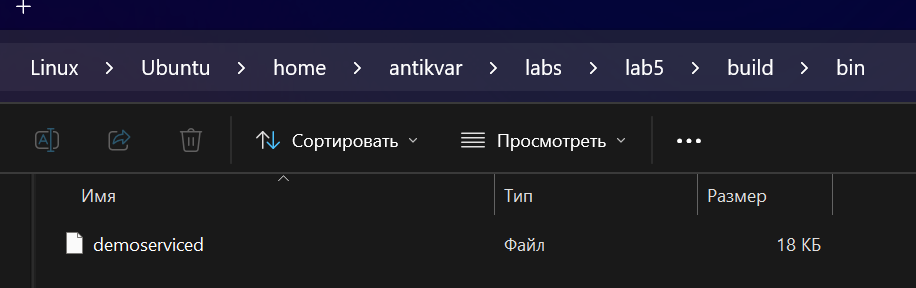 Linux > Ubuntu > home > antikvar > labs > lab5 > build > bin
Сортировать Просмотреть
Имя Тип Размер
demoserviced Файл 18 КБ